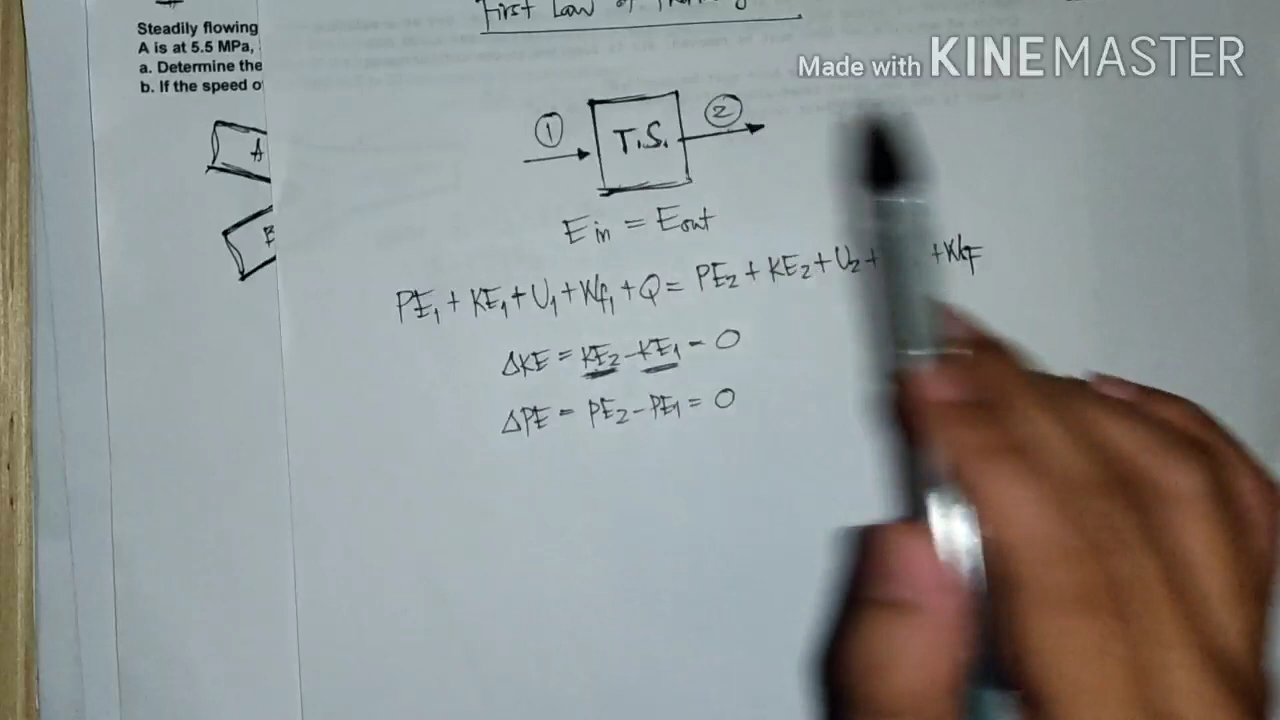 First Law of
Made with KINEMASTER
Steadily flowing
A is at 5.5 MPa,
a. Determine the
b. If the speed o
① T.S. ②
A
B
Ein = Eout
PE₁ + KE₁ + U₁ + Wf₁ + Q = PE₂ + KE₂ + U₂ +
ΔKE = KE₂ - KE₁ = 0
ΔPE = PE₂ - PE₁ = 0